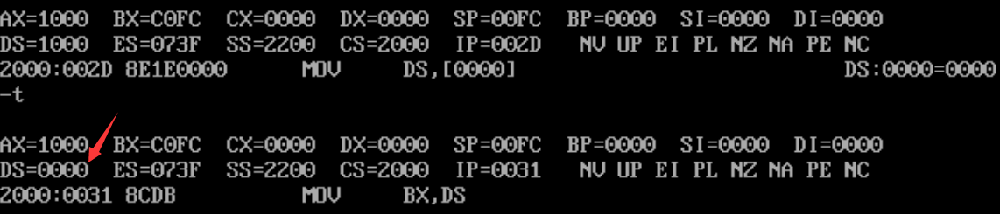 AX=1000 BX=C0FC CX=0000 DX=0000 SP=00FC BP=0000 SI=0000 DI=0000
DS=1000 ES=073F SS=2200 CS=2000 IP=002D NV UP EI PL NZ NA PE NC
2000:002D 8E1E0000 MOV DS,[0000] DS:0000=0000
-t
AX=1000 BX=C0FC CX=0000 DX=0000 SP=00FC BP=0000 SI=0000 DI=0000
DS=0000 ES=073F SS=2200 CS=2000 IP=0031 NV UP EI PL NZ NA PE NC
2000:0031 8CDB MOV BX,DS